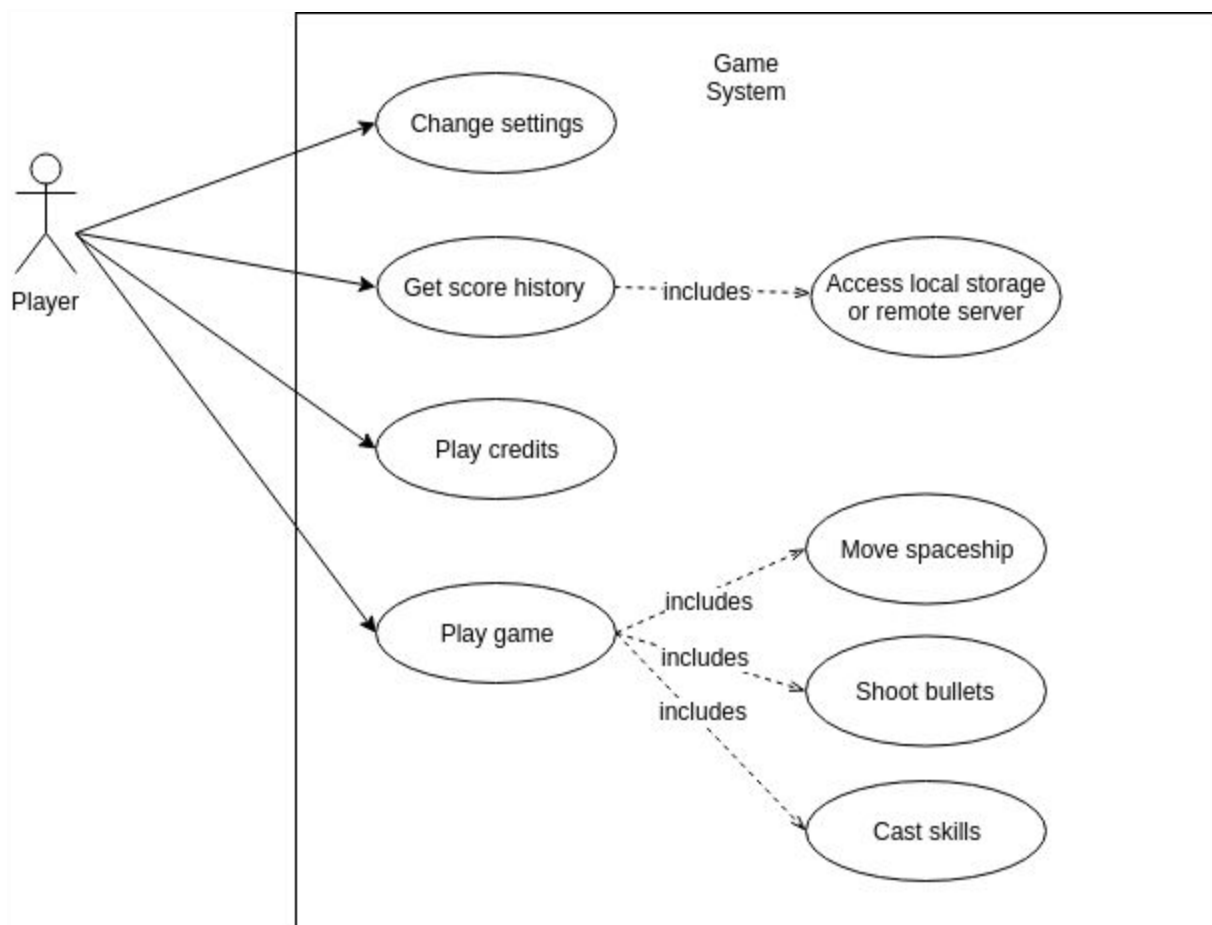 Game
System
Change settings
Player
Get score history
includes
Access local storage
or remote server
Play credits
Move spaceship
includes
Play game
includes
Shoot bullets
includes
Cast skills